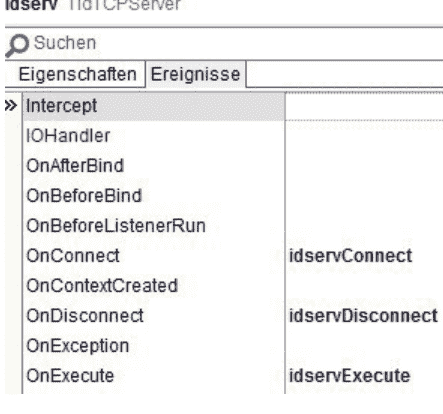 idserv TIdTCPServer
Suchen
Eigenschaften Ereignisse
» Intercept
IOHandler
OnAfterBind
OnBeforeBind
OnBeforeListenerRun
OnConnect idservConnect
OnContextCreated
OnDisconnect idservDisconnect
OnException
OnExecute idservExecute